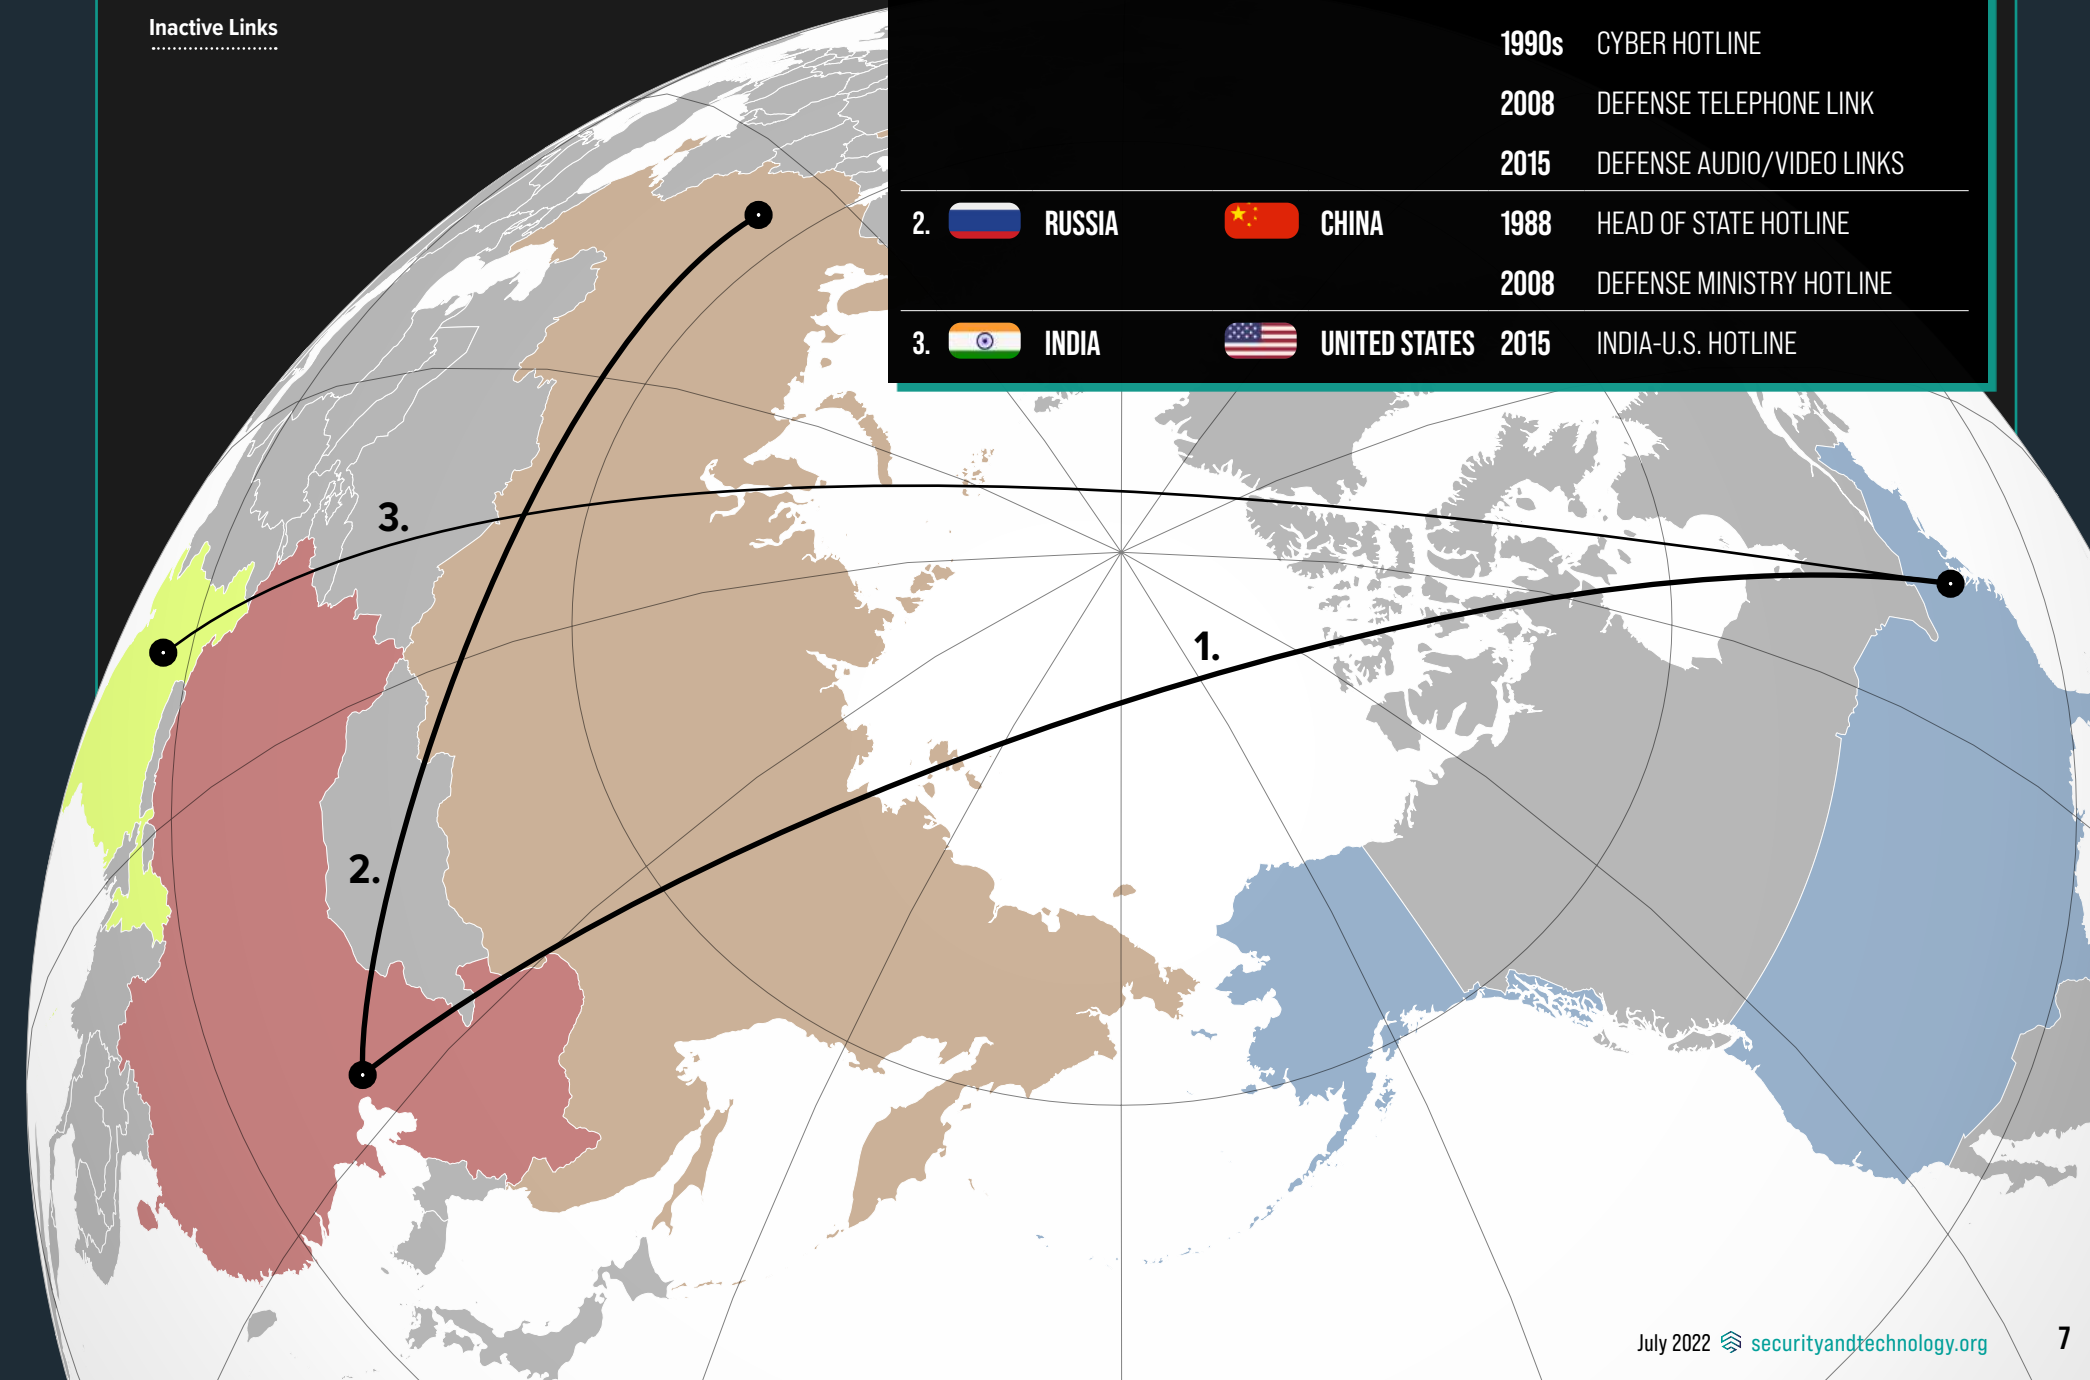 Inactive Links
1990s CYBER HOTLINE
2008 DEFENSE TELEPHONE LINK
2015 DEFENSE AUDIO/VIDEO LINKS
2. RUSSIA CHINA 1988 HEAD OF STATE HOTLINE
2008 DEFENSE MINISTRY HOTLINE
3. INDIA UNITED STATES 2015 INDIA-U.S. HOTLINE
3.
1.
2.
July 2022 securityandtechnology.org 7